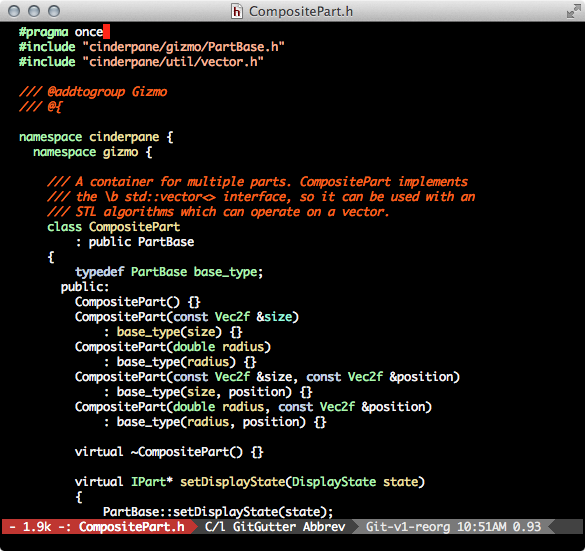 CompositePart.h
#pragma once
#include "cinderpane/gizmo/PartBase.h"
#include "cinderpane/util/vector.h"
/// @addtogroup Gizmo
/// @{
namespace cinderpane {
namespace gizmo {
/// A container for multiple parts. CompositePart implements
/// the \b std::vector<> interface, so it can be used with an
/// STL algorithms which can operate on a vector.
class CompositePart
: public PartBase
{
typedef PartBase base_type;
public:
CompositePart() {}
CompositePart(const Vec2f &size)
: base_type(size) {}
CompositePart(double radius)
: base_type(radius) {}
CompositePart(const Vec2f &size, const Vec2f &position)
: base_type(size, position) {}
CompositePart(double radius, const Vec2f &position)
: base_type(radius, position) {}
virtual ~CompositePart() {}
virtual IPart* setDisplayState(DisplayState state)
{
PartBase::setDisplayState(state);
- 1.9k -: CompositePart.h C/l GitGutter Abbrev Git-v1-reorg 10:51AM 0.93